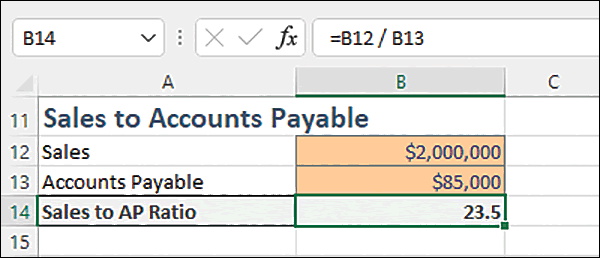 B14 fx =B12 / B13
A B C
11 Sales to Accounts Payable
12 Sales $2,000,000
13 Accounts Payable $85,000
14 Sales to AP Ratio 23.5
15